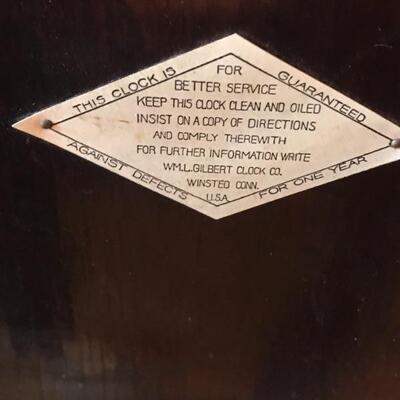 THIS CLOCK IS
GUARANTEED
AGAINST DEFECTS
FOR ONE YEAR
FOR
BETTER SERVICE
KEEP THIS CLOCK CLEAN AND OILED
INSIST ON A COPY OF DIRECTIONS
AND COMPLY THEREWITH
FOR FURTHER INFORMATION WRITE
WM.L.GILBERT CLOCK CO.
WINSTED CONN.
U.S.A